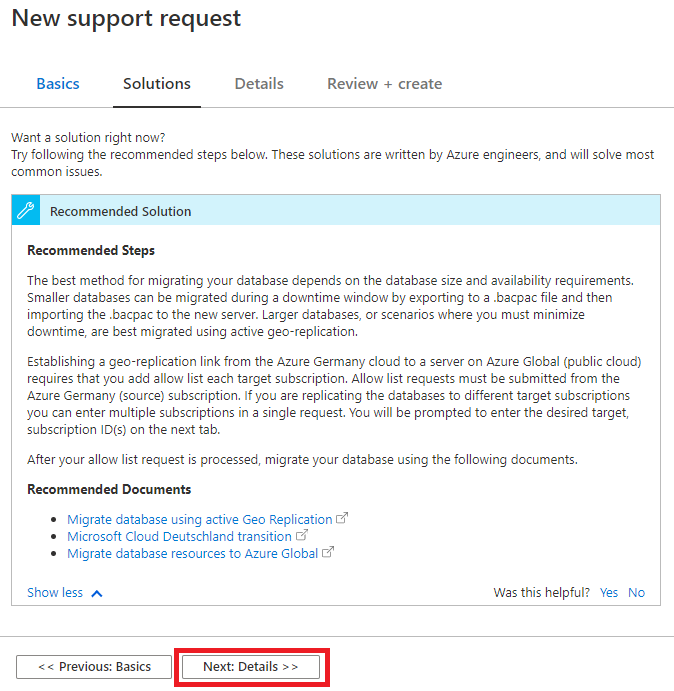 New support request
Basics
Solutions
Details
Review + create
Want a solution right now?
Try following the recommended steps below. These solutions are written by Azure engineers, and will solve most
common issues.
Recommended Solution
Recommended Steps
The best method for migrating your database depends on the database size and availability requirements.
Smaller databases can be migrated during a downtime window by exporting to a .bacpac file and then
importing the .bacpac to the new server. Larger databases, or scenarios where you must minimize
downtime, are best migrated using active geo-replication.
Establishing a geo-replication link from the Azure Germany cloud to a server on Azure Global (public cloud)
requires that you add allow list each target subscription. Allow list requests must be submitted from the
Azure Germany (source) subscription. If you are replicating the databases to different target subscriptions
you can enter multiple subscriptions in a single request. You will be prompted to enter the desired target,
subscription ID(s) on the next tab.
After your allow list request is processed, migrate your database using the following documents.
Recommended Documents
• Migrate database using active Geo Replication
• Microsoft Cloud Deutschland transition
• Migrate database resources to Azure Global
Show less
Was this helpful? Yes No
<< Previous: Basics
Next: Details >>